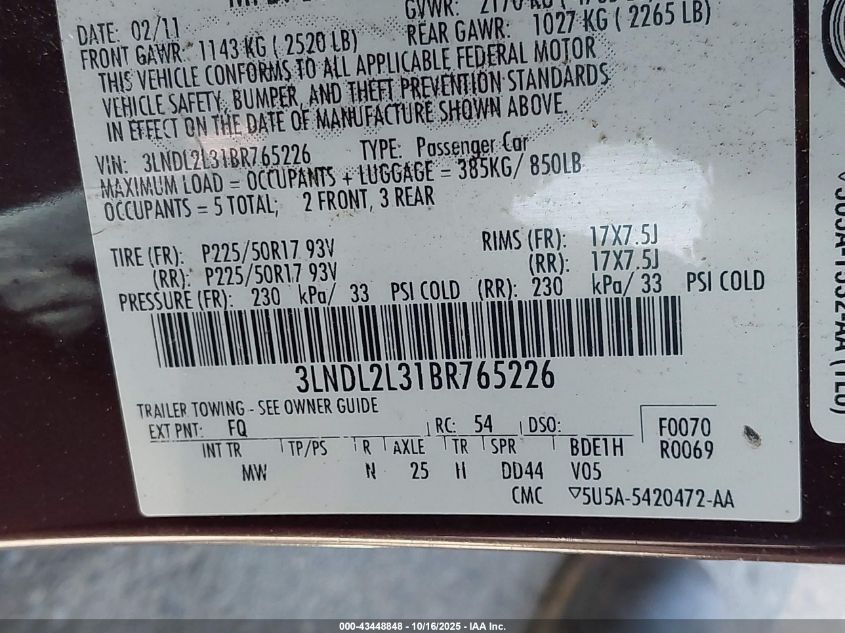 DATE: 02/11 GVWR:
FRONT GAWR: 1143 KG ( 2520 LB) REAR GAWR: 1027 KG ( 2265 LB)
THIS VEHICLE CONFORMS TO ALL APPLICABLE FEDERAL MOTOR
VEHICLE SAFETY, BUMPER, AND THEFT PREVENTION STANDARDS
IN EFFECT ON THE DATE OF MANUFACTURE SHOWN ABOVE.
VIN: 3LNDL2L31BR765226 TYPE: Passenger Car
MAXIMUM LOAD = OCCUPANTS + LUGGAGE = 385KG/ 850LB
OCCUPANTS = 5 TOTAL; 2 FRONT, 3 REAR
TIRE (FR): P225/50R17 93V RIMS (FR): 17X7.5J
(RR): P225/50R17 93V (RR): 17X7.5J
PRESSURE (FR): 230 kPa/ 33 PSI COLD (RR): 230 kPa/ 33 PSI COLD
3LNDL2L31BR765226
TRAILER TOWING - SEE OWNER GUIDE
EXT PNT: FQ RC: 54 DSO: F0070
INT TR TP/PS R AXLE TR SPR BDE1H R0069
MW N 25 H DD44 V05
CMC ▽5U5A-5420472-AA
000-43448848 - 10/16/2025 - IAA Inc.